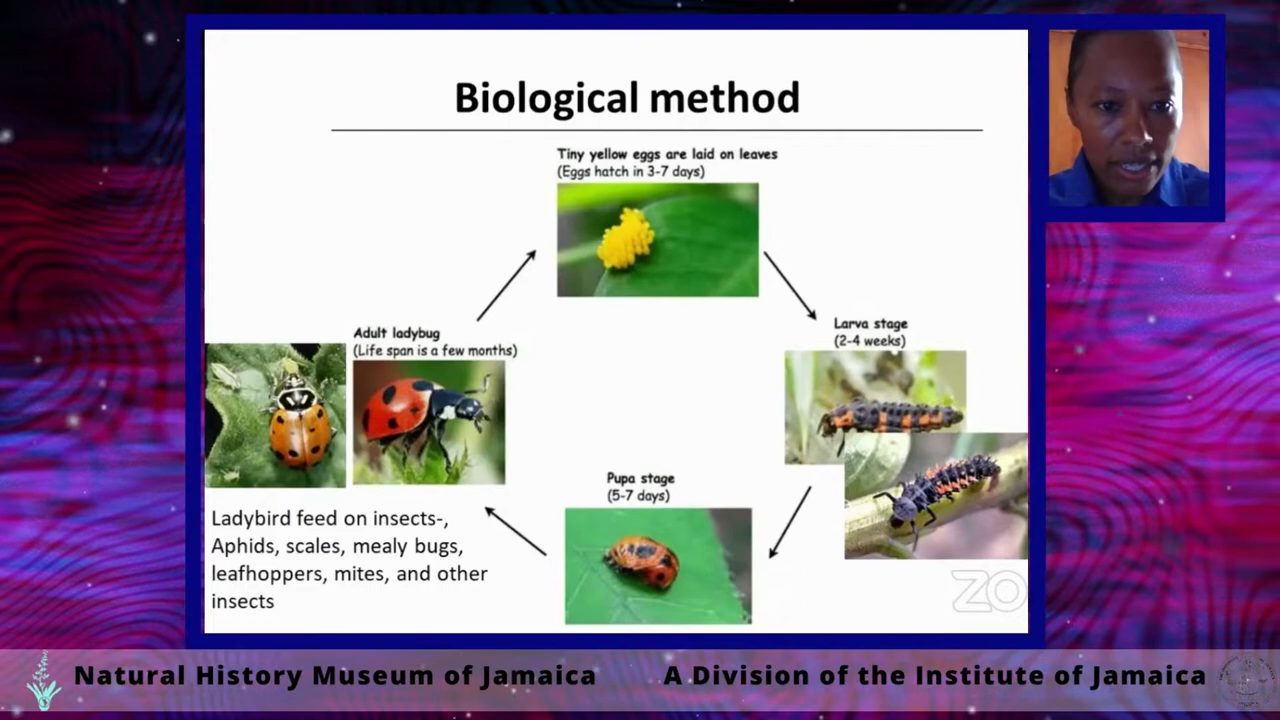 Biological method
Tiny yellow eggs are laid on leaves
(Eggs hatch in 3-7 days)
Larva stage
(2-4 weeks)
Adult ladybug
(Life span is a few months)
Pupa stage
(5-7 days)
Ladybird feed on insects-,
Aphids, scales, mealy bugs,
leafhoppers, mites, and other
insects
ZO
Natural History Museum of Jamaica
A Division of the Institute of Jamaica